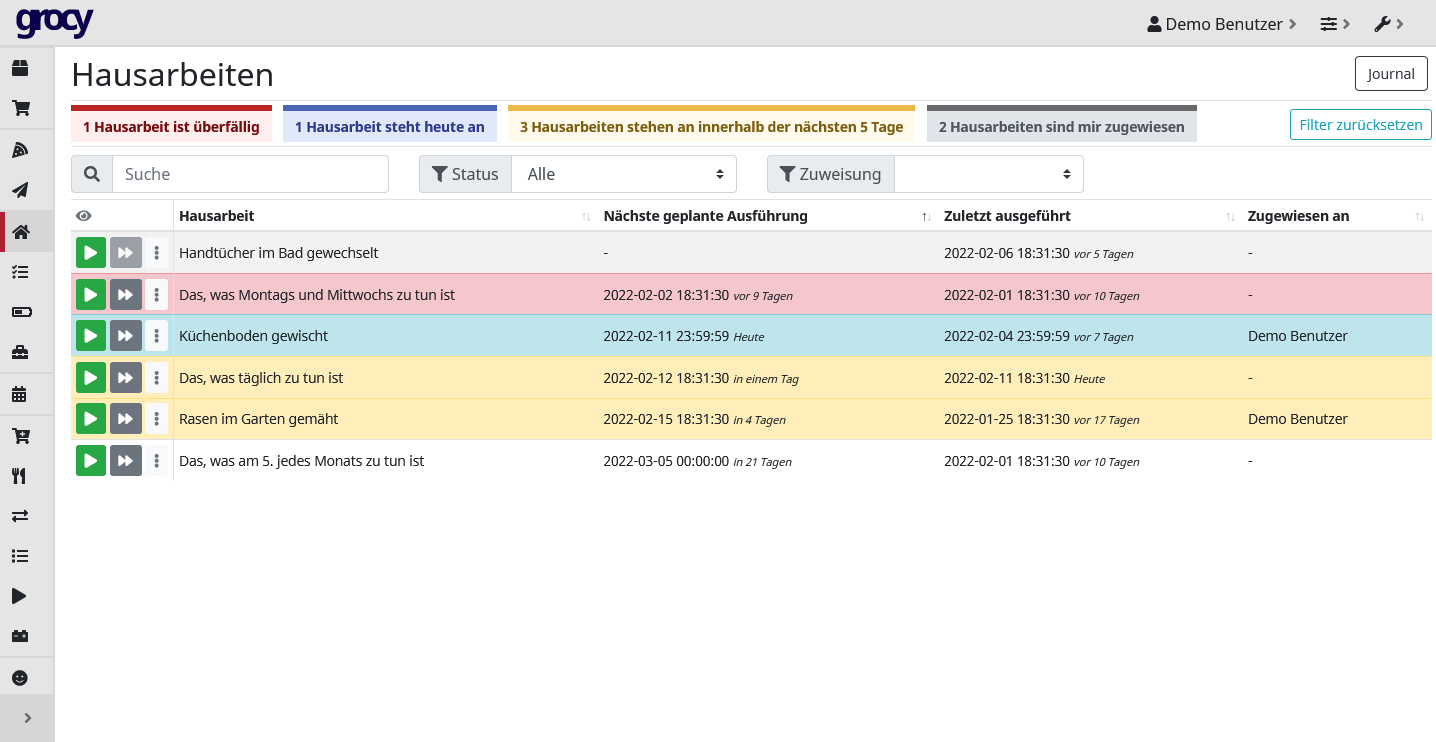 grocy
Demo Benutzer
Hausarbeiten
Journal
1 Hausarbeit ist überfällig
1 Hausarbeit steht heute an
3 Hausarbeiten stehen an innerhalb der nächsten 5 Tage
2 Hausarbeiten sind mir zugewiesen
Filter zurücksetzen
Suche
Status
Alle
Zuweisung
Hausarbeit Nächste geplante Ausführung Zuletzt ausgeführt Zugewiesen an
Handtücher im Bad gewechselt - 2022-02-06 18:31:30 vor 5 Tagen -
Das, was Montags und Mittwochs zu tun ist 2022-02-02 18:31:30 vor 9 Tagen 2022-02-01 18:31:30 vor 10 Tagen -
Küchenboden gewischt 2022-02-11 23:59:59 Heute 2022-02-04 23:59:59 vor 7 Tagen Demo Benutzer
Das, was täglich zu tun ist 2022-02-12 18:31:30 in einem Tag 2022-02-11 18:31:30 Heute -
Rasen im Garten gemäht 2022-02-15 18:31:30 in 4 Tagen 2022-01-25 18:31:30 vor 17 Tagen Demo Benutzer
Das, was am 5. jedes Monats zu tun ist 2022-03-05 00:00:00 in 21 Tagen 2022-02-01 18:31:30 vor 10 Tagen -